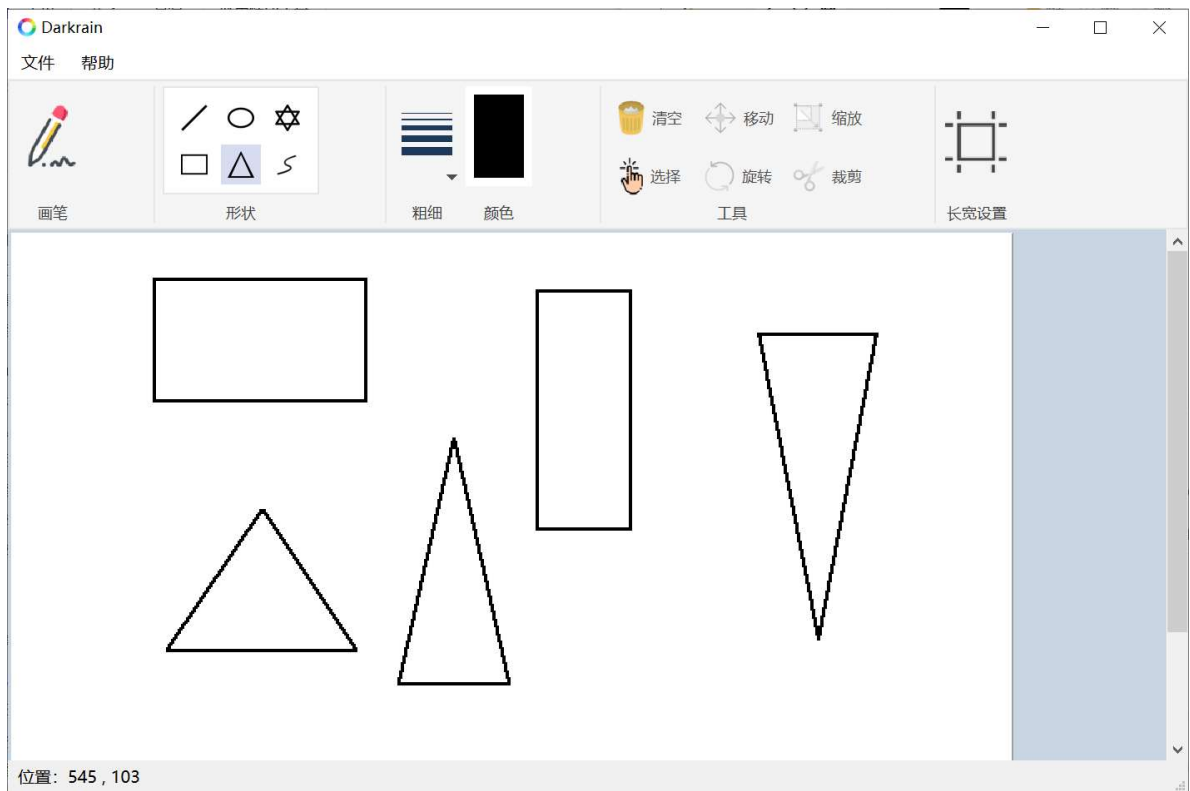 Darkrain
文件 帮助
清空 移动 缩放
选择 旋转 裁剪
画笔 形状 粗细 颜色 工具 长宽设置
位置: 545 , 103